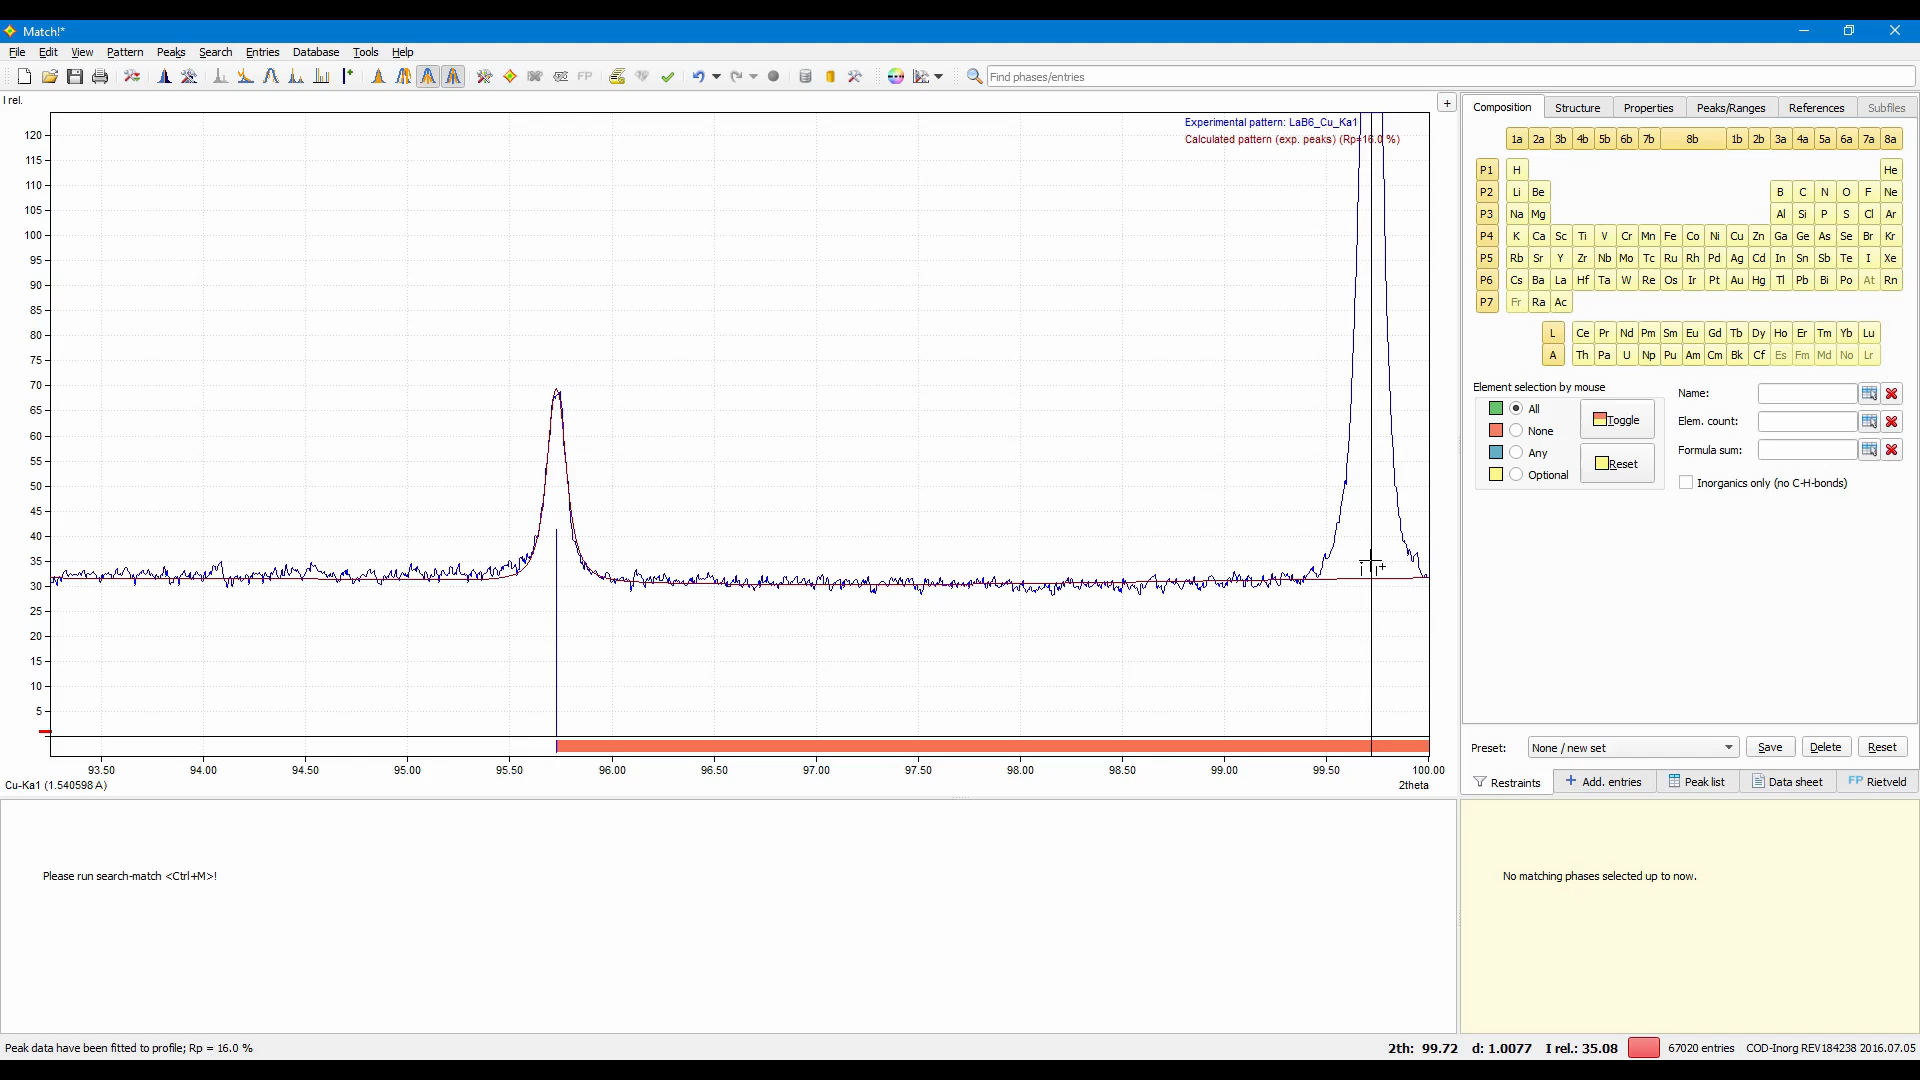 Match!*
File Edit View Pattern Peaks Search Entries Database Tools Help
FP Find phases/entries
I rel.
+
Experimental pattern: LaB6_Cu_Ka1
Calculated pattern (exp. peaks) (Rp=16.0 %)
120
115
110
105
100
95
90
85
80
75
70
65
60
55
50
45
40
35
30
25
20
15
10
5
93.50 94.00 94.50 95.00 95.50 96.00 96.50 97.00 97.50 98.00 98.50 99.00 99.50 100.00
Cu-Ka1 (1.540598 A) 2theta
Composition Structure Properties Peaks/Ranges References Subfiles
1a 2a 3b 4b 5b 6b 7b 8b 1b 2b 3a 4a 5a 6a 7a 8a
P1 H He
P2 Li Be B C N O F Ne
P3 Na Mg Al Si P S Cl Ar
P4 K Ca Sc Ti V Cr Mn Fe Co Ni Cu Zn Ga Ge As Se Br Kr
P5 Rb Sr Y Zr Nb Mo Tc Ru Rh Pd Ag Cd In Sn Sb Te I Xe
P6 Cs Ba La Hf Ta W Re Os Ir Pt Au Hg Tl Pb Bi Po At Rn
P7 Fr Ra Ac
L Ce Pr Nd Pm Sm Eu Gd Tb Dy Ho Er Tm Yb Lu
A Th Pa U Np Pu Am Cm Bk Cf Es Fm Md No Lr
Element selection by mouse
All
None
Any
Optional
Toggle
Reset
Name:
Elem. count:
Formula sum:
Inorganics only (no C-H-bonds)
Preset: None / new set Save Delete Reset
Restraints Add. entries Peak list Data sheet FP Rietveld
Please run search-match <Ctrl+M>!
No matching phases selected up to now.
Peak data have been fitted to profile; Rp = 16.0 % 2th: 99.72 d: 1.0077 I rel.: 35.08 67020 entries COD-Inorg REV184238 2016.07.05